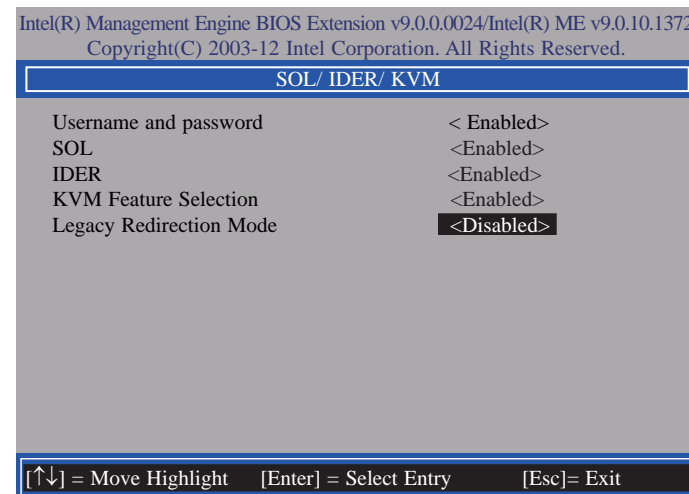 Intel(R) Management Engine BIOS Extension v9.0.0.0024/Intel(R) ME v9.0.10.1372
Copyright(C) 2003-12 Intel Corporation. All Rights Reserved.
SOL/ IDER/ KVM
Username and password < Enabled>
SOL <Enabled>
IDER <Enabled>
KVM Feature Selection <Enabled>
Legacy Redirection Mode <Disabled>
[↑↓] = Move Highlight [Enter] = Select Entry [Esc]= Exit